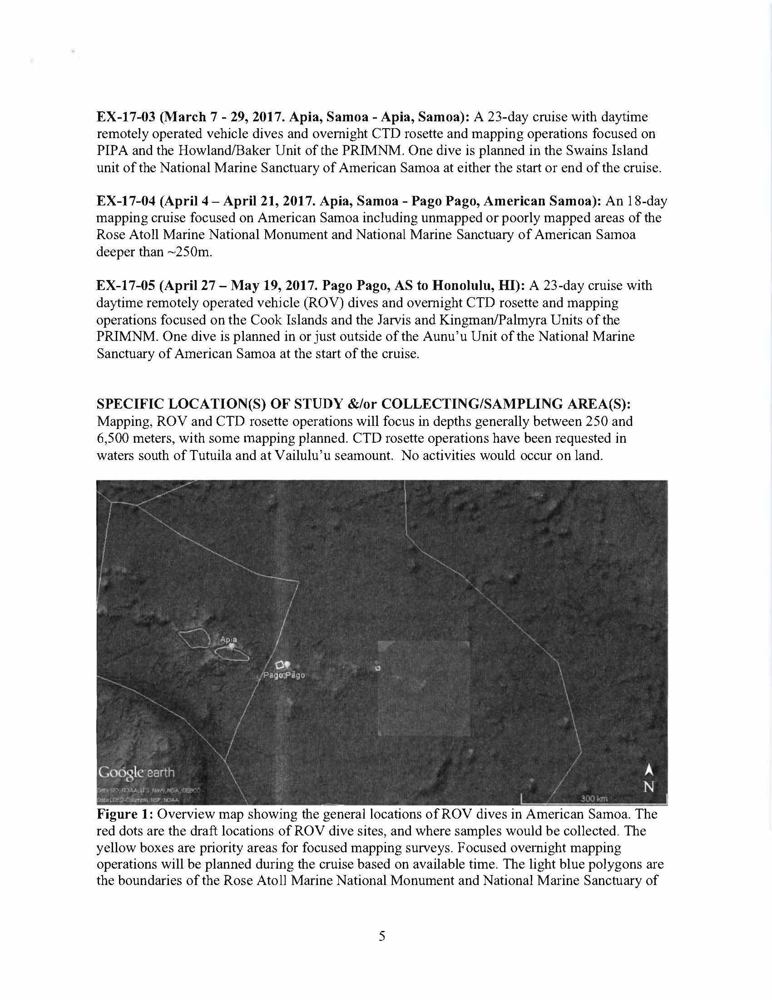 EX-17-03 (March 7 - 29, 2017. Apia, Samoa - Apia, Samoa): A 23-day cruise with daytime
remotely operated vehicle dives and overnight CTD rosette and mapping operations focused on
PIPA and the Howland/Baker Unit of the PRIMNM. One dive is planned in the Swains Island
unit of the National Marine Sanctuary of American Samoa at either the start or end of the cruise.
EX-17-04 (April 4 – April 21, 2017. Apia, Samoa - Pago Pago, American Samoa): An 18-day
mapping cruise focused on American Samoa including unmapped or poorly mapped areas of the
Rose Atoll Marine National Monument and National Marine Sanctuary of American Samoa
deeper than ~250m.
EX-17-05 (April 27 – May 19, 2017. Pago Pago, AS to Honolulu, HI): A 23-day cruise with
daytime remotely operated vehicle (ROV) dives and overnight CTD rosette and mapping
operations focused on the Cook Islands and the Jarvis and Kingman/Palmyra Units of the
PRIMNM. One dive is planned in or just outside of the Aunu'u Unit of the National Marine
Sanctuary of American Samoa at the start of the cruise.
SPECIFIC LOCATION(S) OF STUDY &/or COLLECTING/SAMPLING AREA(S):
Mapping, ROV and CTD rosette operations will focus in depths generally between 250 and
6,500 meters, with some mapping planned. CTD rosette operations have been requested in
waters south of Tutuila and at Vailulu'u seamount. No activities would occur on land.
Apia
Pago Pago
Google earth
Data SIO, NOAA, U.S. Navy, NGA, GEBCO
Data LDEO-Columbia, NSF, NOAA
N
300 km
Figure 1: Overview map showing the general locations of ROV dives in American Samoa. The
red dots are the draft locations of ROV dive sites, and where samples would be collected. The
yellow boxes are priority areas for focused mapping surveys. Focused overnight mapping
operations will be planned during the cruise based on available time. The light blue polygons are
the boundaries of the Rose Atoll Marine National Monument and National Marine Sanctuary of
5